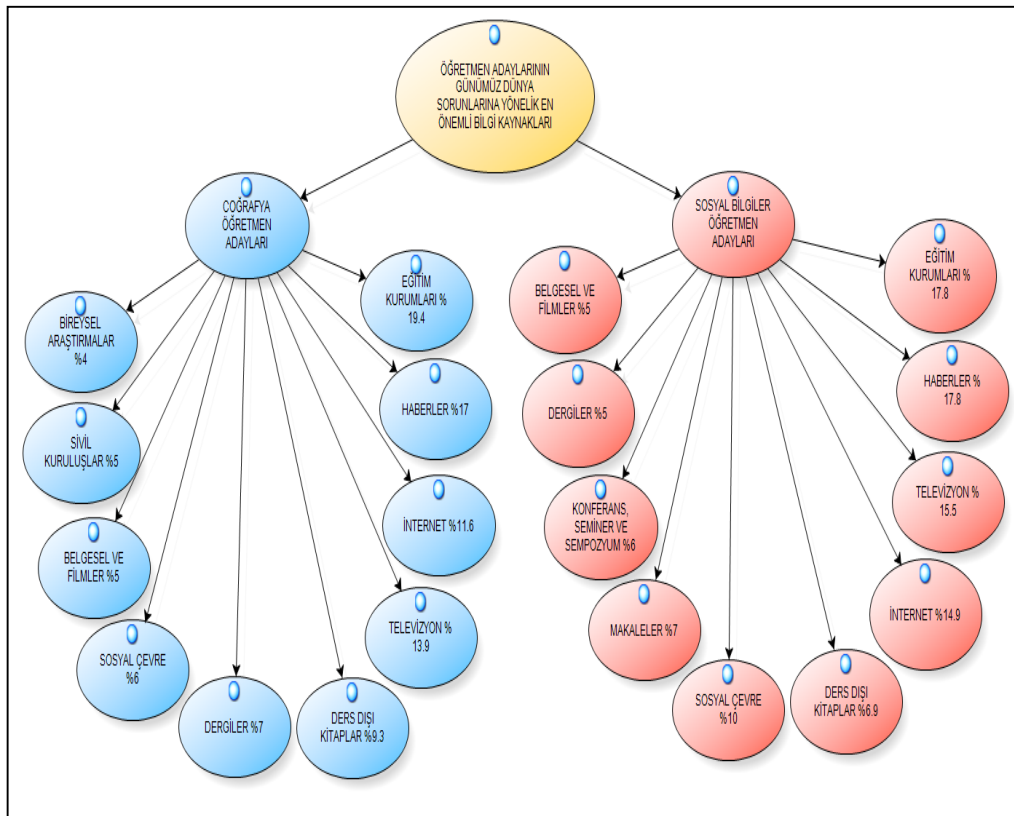 ÖĞRETMEN ADAYLARININ
GÜNÜMÜZ DÜNYA
SORUNLARINA YÖNELİK EN
ÖNEMLİ BİLGİ KAYNAKLARI
COĞRAFYA
ÖĞRETMEN
ADAYLARI
EĞİTİM
KURUMLARI %
19.4
HABERLER %17
İNTERNET %11.6
TELEVİZYON %
13.9
DERS DIŞI
KİTAPLAR %9.3
DERGİLER %7
SOSYAL ÇEVRE
%6
BELGESEL VE
FİLMLER %5
SİVİL
KURULUŞLAR %5
BİREYSEL
ARAŞTIRMALAR
%4
SOSYAL BİLGİLER
ÖĞRETMEN
ADAYLARI
EĞİTİM
KURUMLARI %
17.8
HABERLER %
17.8
TELEVİZYON %
15.5
İNTERNET %14.9
DERS DIŞI
KİTAPLAR %6.9
SOSYAL ÇEVRE
%10
MAKALELER %7
KONFERANS,
SEMİNER VE
SEMPOZYUM %6
DERGİLER %5
BELGESEL VE
FİLMLER %5